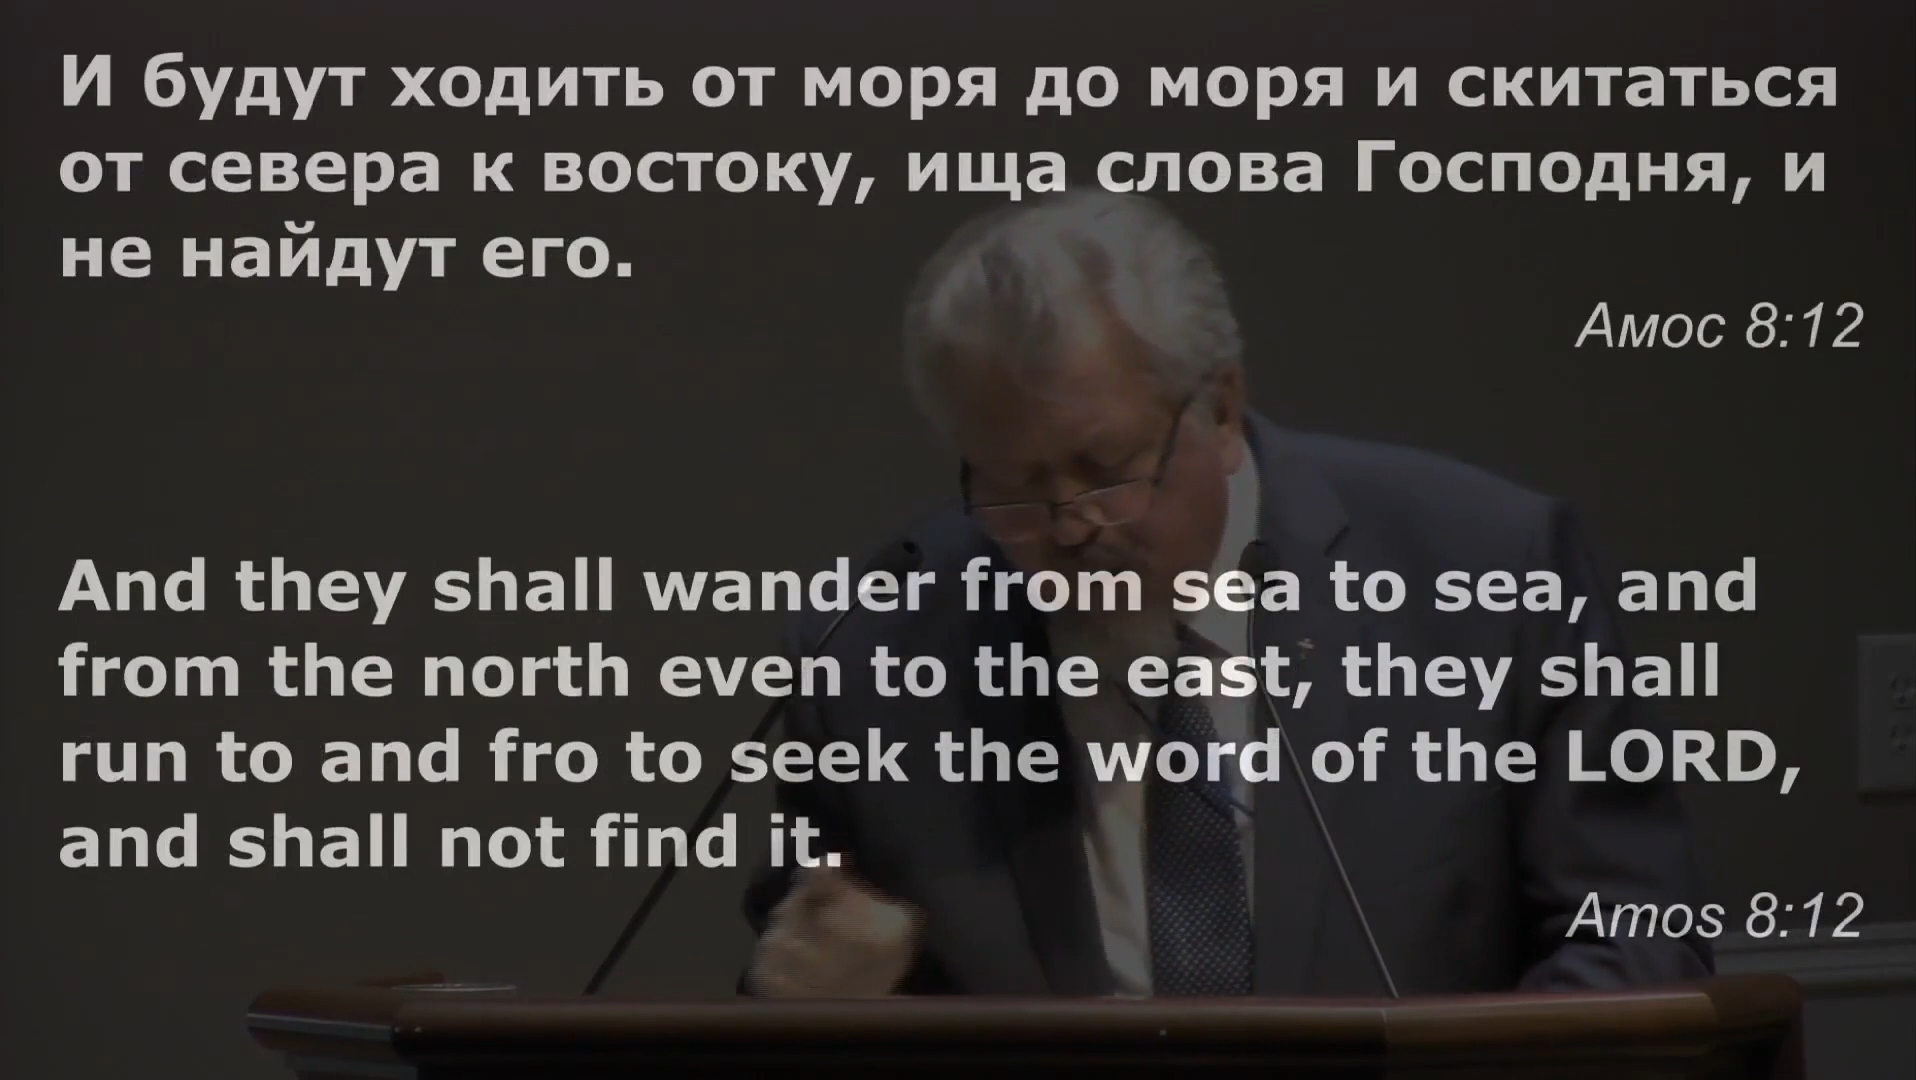 И будут ходить от моря до моря и скитаться
от севера к востоку, ища слова Господня, и
не найдут его.
Амос 8:12
And they shall wander from sea to sea, and
from the north even to the east, they shall
run to and fro to seek the word of the LORD,
and shall not find it.
Amos 8:12